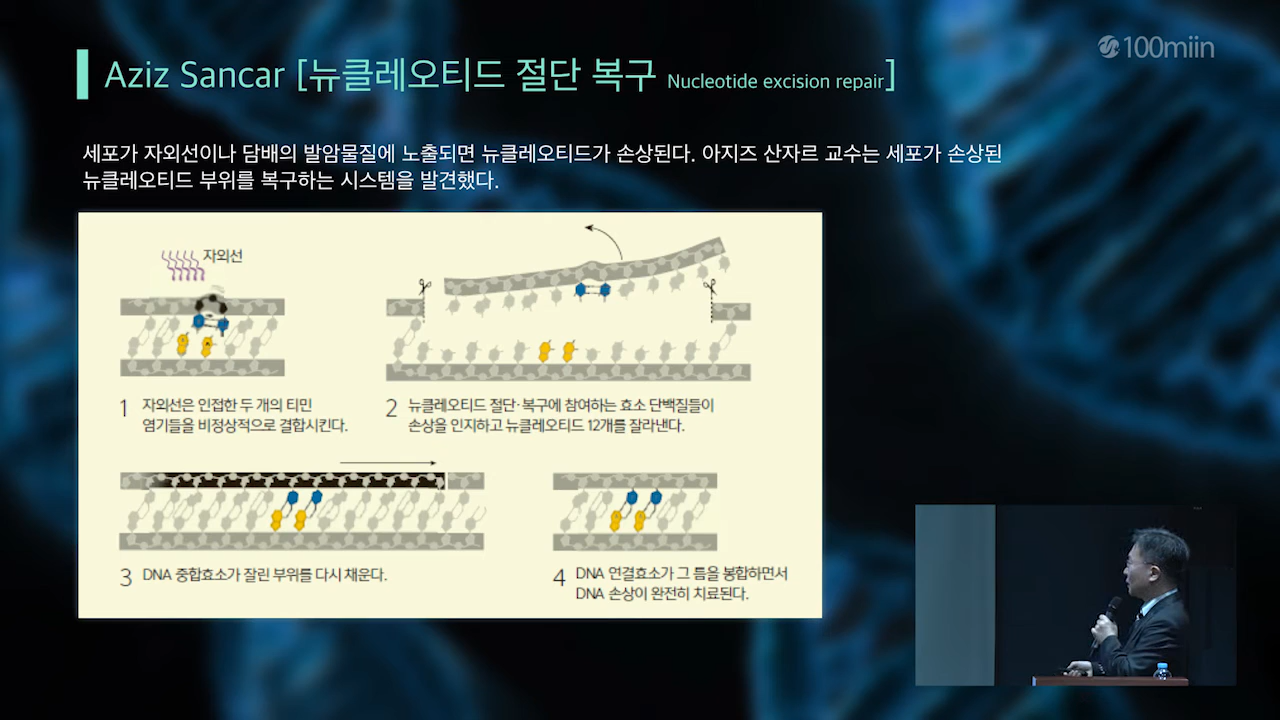 100miin
Aziz Sancar [뉴클레오티드 절단 복구 Nucleotide excision repair]
세포가 자외선이나 담배의 발암물질에 노출되면 뉴클레오티드가 손상된다. 아지즈 산자르 교수는 세포가 손상된
뉴클레오티드 부위를 복구하는 시스템을 발견했다.
자외선
1 자외선은 인접한 두 개의 티민
염기들을 비정상적으로 결합시킨다.
2 뉴클레오티드 절단·복구에 참여하는 효소 단백질들이
손상을 인지하고 뉴클레오티드 12개를 잘라낸다.
3 DNA 중합효소가 잘린 부위를 다시 채운다.
4 DNA 연결효소가 그 틈을 봉합하면서
DNA 손상이 완전히 치료된다.